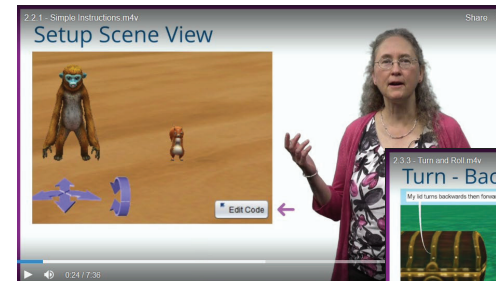 2.2.1 - Simple Instructions.m4v
Share
Setup Scene View
Edit Code
0:24 / 7:36
2.3.3 - Turn and Roll.m4v
Turn - Bac
My lid turns backwards then forwa